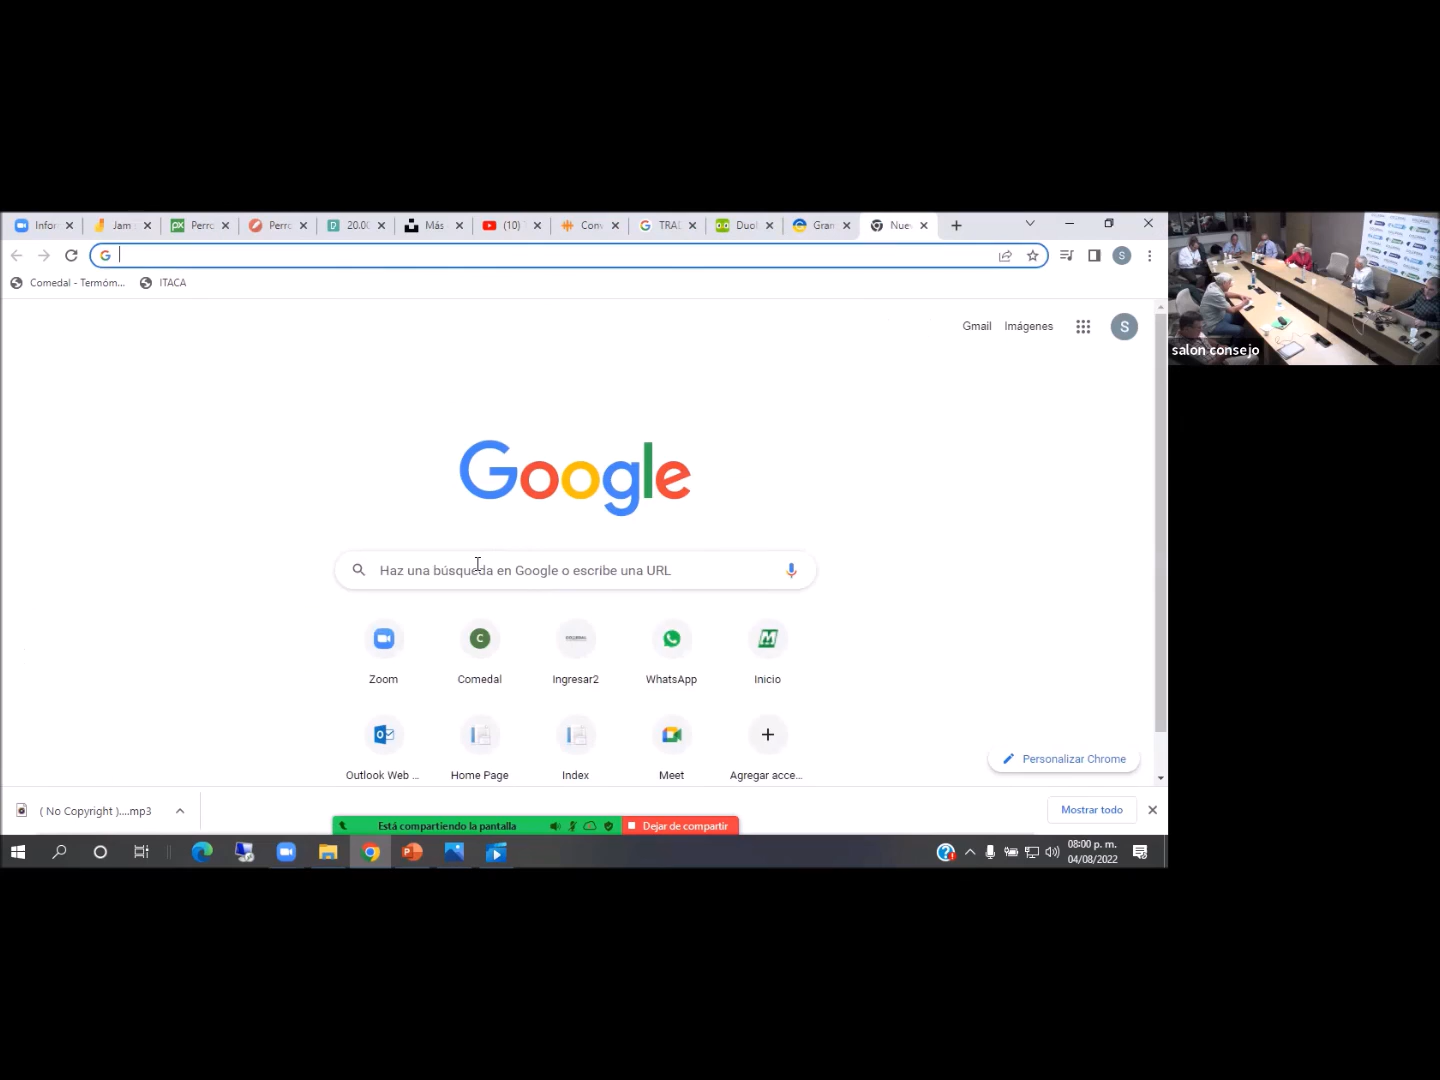 Infor
Jam
Perro
Perro
20.00
Más
(10)
Conv
TRAD
Duol
Gran
Nuev
Comedal - Termóm...
ITACA
Gmail
Imágenes
S
Google
Haz una búsqueda en Google o escribe una URL
Zoom
Comedal
Ingresar2
WhatsApp
Inicio
Outlook Web ...
Home Page
Index
Meet
Agregar acce...
Personalizar Chrome
( No Copyright )....mp3
Mostrar todo
Está compartiendo la pantalla
Dejar de compartir
08:00 p. m.
04/08/2022
salon consejo